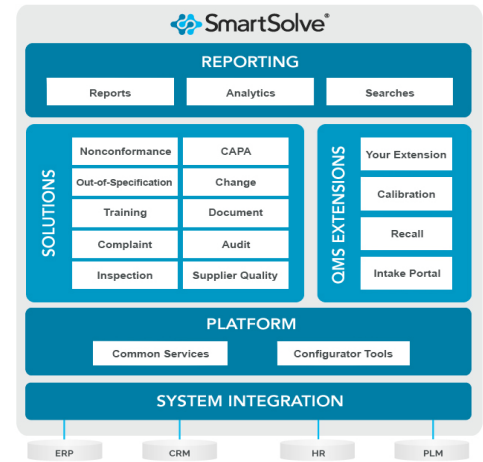 SmartSolve®
REPORTING
Reports
Analytics
Searches
SOLUTIONS
Nonconformance
CAPA
Out-of-Specification
Change
Training
Document
Complaint
Audit
Inspection
Supplier Quality
QMS EXTENSIONS
Your Extension
Calibration
Recall
Intake Portal
PLATFORM
Common Services
Configurator Tools
SYSTEM INTEGRATION
ERP
CRM
HR
PLM